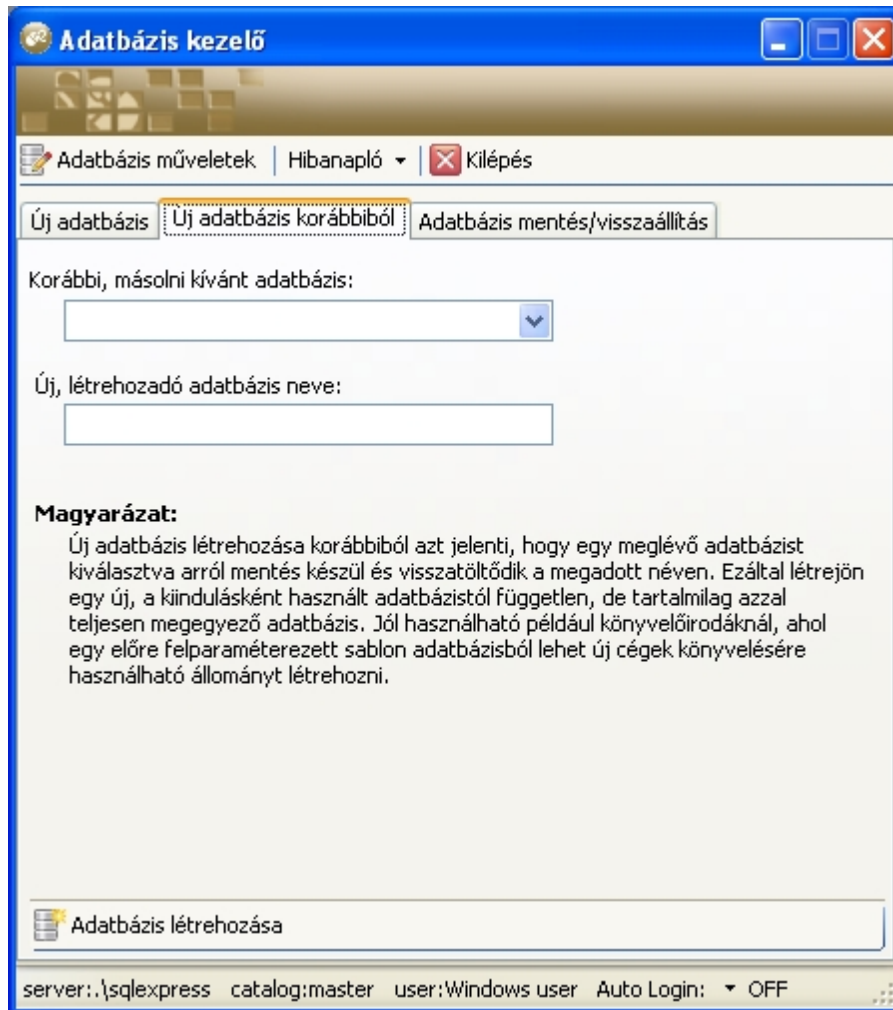 Adatbázis kezelő
Adatbázis műveletek Hibanapló Kilépés
Új adatbázis Új adatbázis korábbiból Adatbázis mentés/visszaállítás
Korábbi, másolni kívánt adatbázis:
Új, létrehozadó adatbázis neve:
Magyarázat:
Új adatbázis létrehozása korábbiból azt jelenti, hogy egy meglévő adatbázist
kiválasztva arról mentés készül és visszatöltődik a megadott néven. Ezáltal létrejön
egy új, a kiindulásként használt adatbázistól független, de tartalmilag azzal
teljesen megegyező adatbázis. Jól használható például könyvelőirodáknál, ahol
egy előre felparaméterezett sablon adatbázisból lehet új cégek könyvelésére
használható állományt létrehozni.
Adatbázis létrehozása
server:.\sqlexpress catalog:master user:Windows user Auto Login: OFF